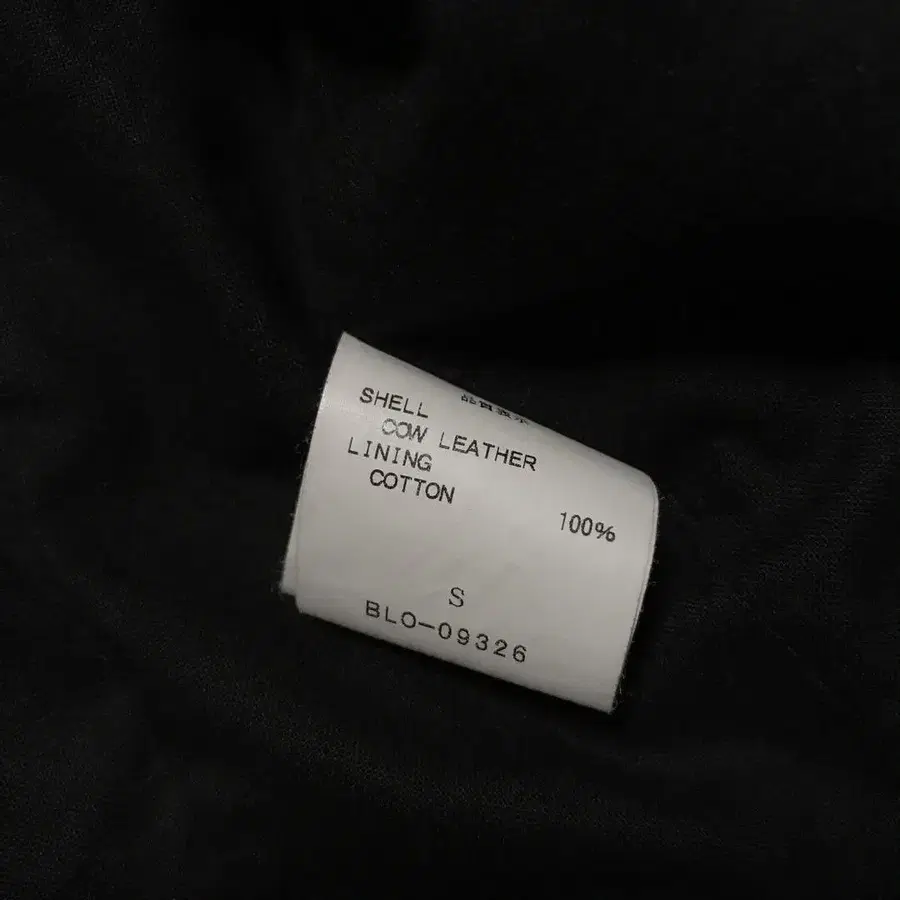 SHELL
COW LEATHER
LINING
COTTON 100%
S
BLO-09326